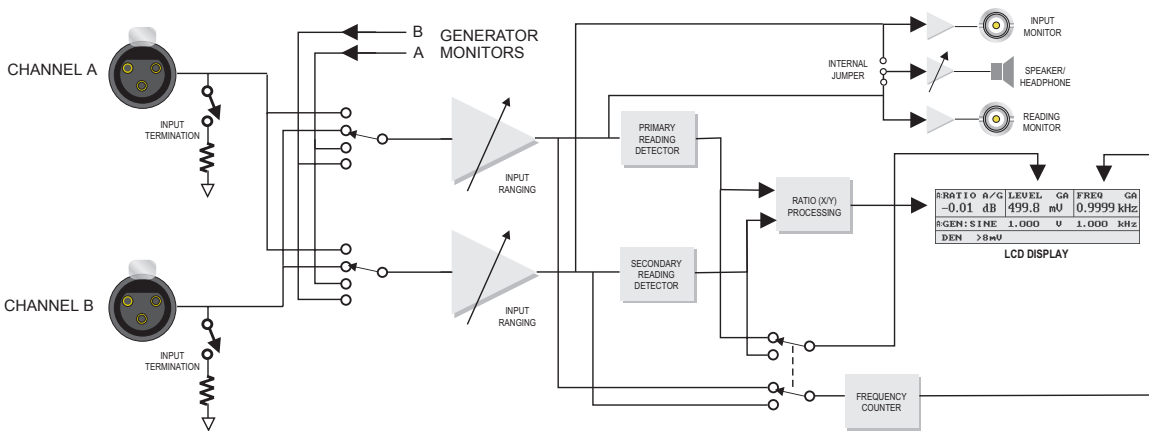 CHANNEL A
INPUT
TERMINATION
B
A
GENERATOR
MONITORS
INPUT
RANGING
PRIMARY
READING
DETECTOR
RATIO (X/Y)
PROCESSING
INTERNAL
JUMPER
INPUT
MONITOR
SPEAKER/
HEADPHONE
READING
MONITOR
A:RATIO A/G LEVEL GA FREQ GA
-0.01 dB 499.8 mU 0.9999 kHz
A:GEN:SINE 1.000 V 1.000 kHz
DEN >8mU
LCD DISPLAY
CHANNEL B
INPUT
TERMINATION
INPUT
RANGING
SECONDARY
READING
DETECTOR
FREQUENCY
COUNTER